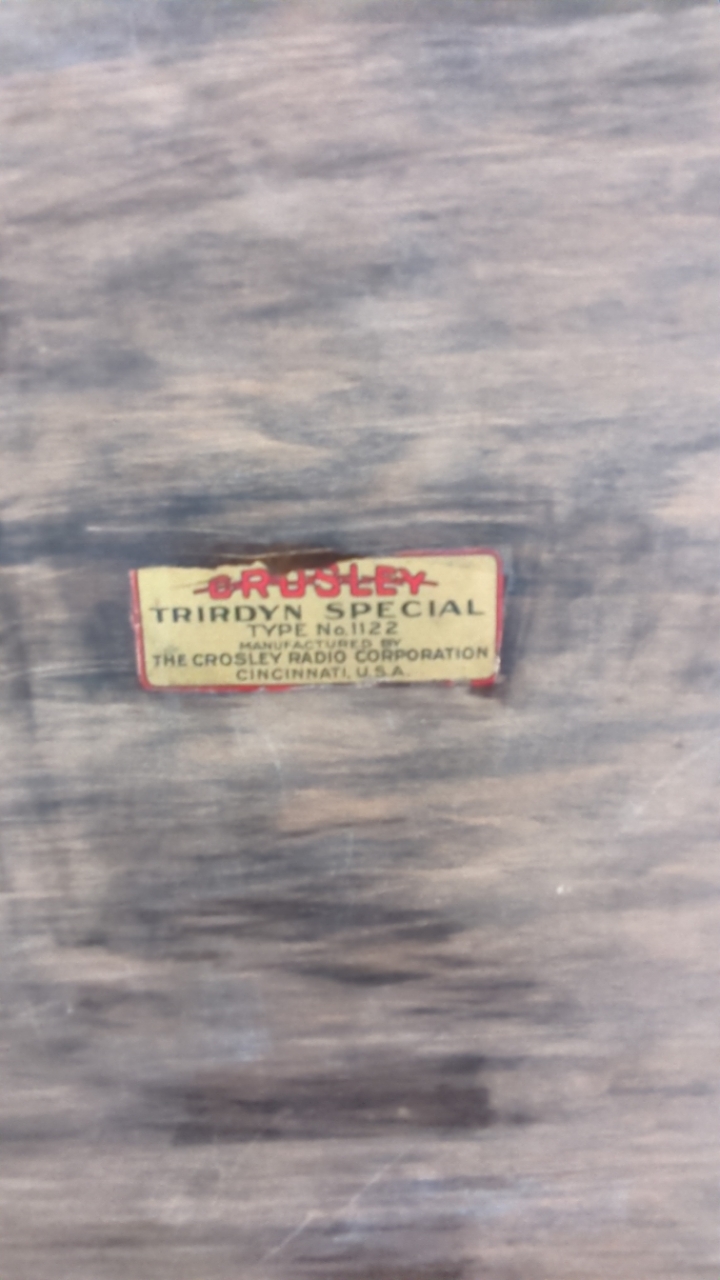 CROSLEY
TRIRDYN SPECIAL
TYPE No. 1122
MANUFACTURED BY
THE CROSLEY RADIO CORPORATION
CINCINNATI, U.S.A.